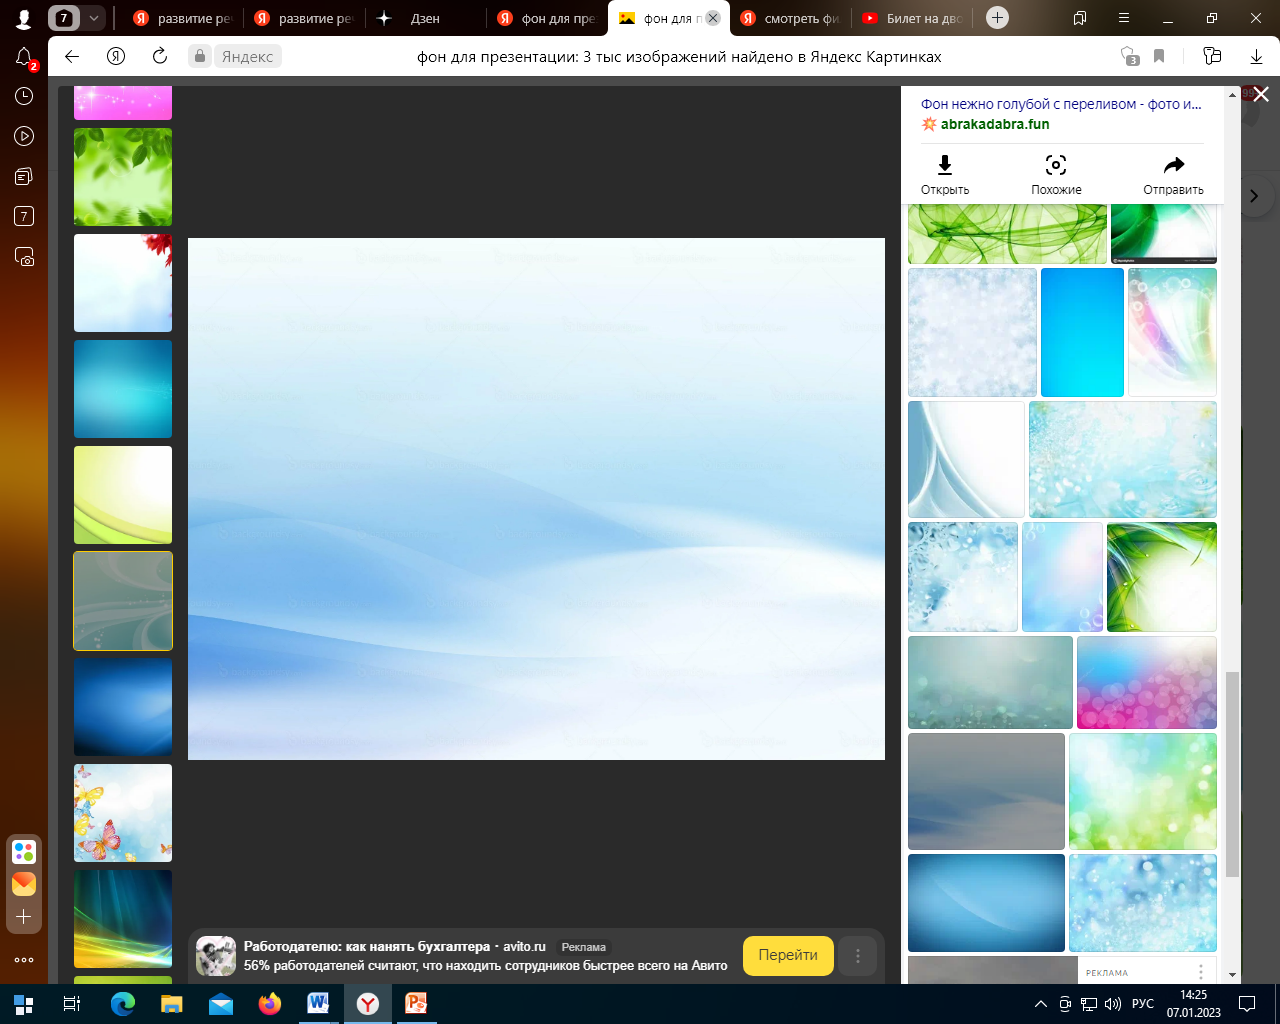 7
развитие ре
развитие ре
Дзен
фон для пре
фон для п
смотреть фи
Билет на дво
2
Яндекс
фон для презентации: 3 тыс изображений найдено в Яндекс Картинках
3
7
Фон нежно голубой с переливом - фото и...
abrakadabra.fun
Открыть
Похожие
Отправить
Работодателю: как нанять бухгалтера · avito.ru Реклама
56% работодателей считают, что находить сотрудников быстрее всего на Авито
Перейти
РЕКЛАМА
РУС
14:25
07.01.2023